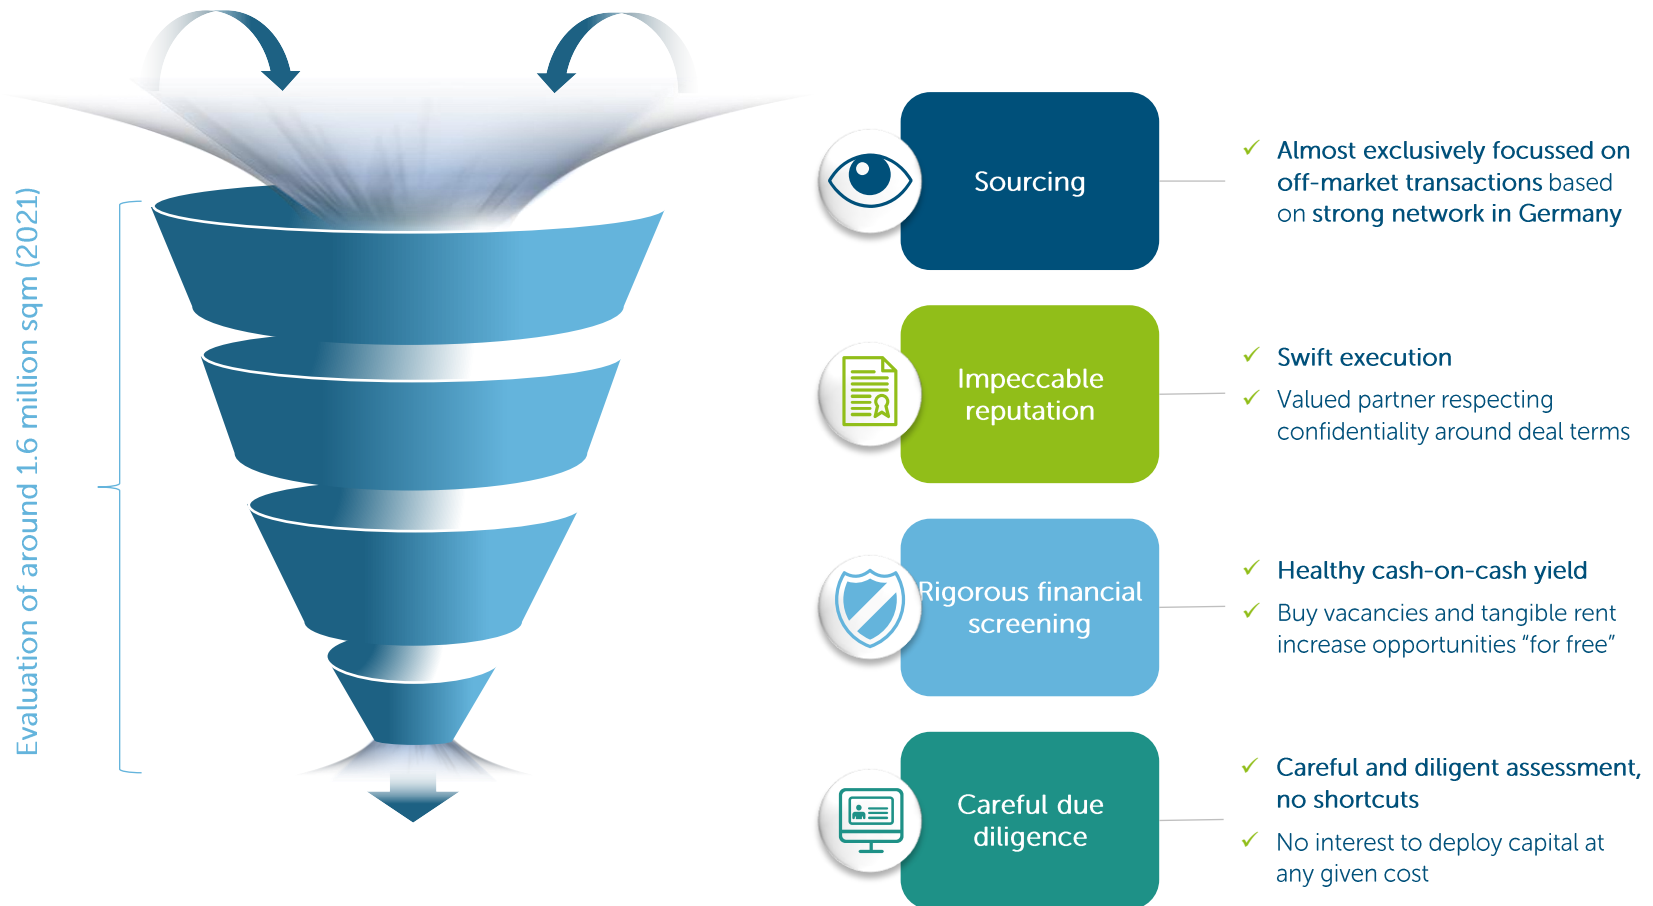 Evaluation of around 1.6 million sqm (2021)
Sourcing
Almost exclusively focussed on
off-market transactions based
on strong network in Germany
Impeccable
reputation
Swift execution
Valued partner respecting
confidentiality around deal terms
Rigorous financial
screening
Healthy cash-on-cash yield
Buy vacancies and tangible rent
increase opportunities “for free”
Careful due
diligence
Careful and diligent assessment,
no shortcuts
No interest to deploy capital at
any given cost